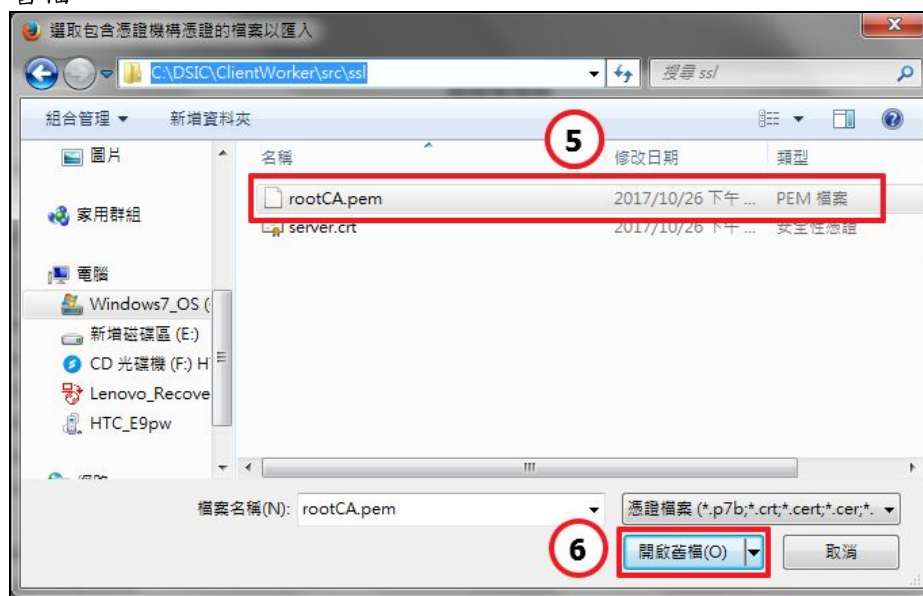 選取包含憑證機構憑證的檔案以匯入
C:\DSIC\ClientWorker\src\ssl
搜尋 ssl
組合管理 新增資料夾
圖片
家用群組
電腦
Windows7_OS (
新增磁碟區 (E:)
CD 光碟機 (F:) H
Lenovo_Recove
HTC_E9pw
5
名稱 修改日期 類型
rootCA.pem 2017/10/26 下午 ... PEM 檔案
server.crt 2017/10/26 下午 ... 安全性憑證
檔案名稱(N): rootCA.pem
憑證檔案 (*.p7b;*.crt;*.cert;*.cer;*.
6
開啟舊檔(O) 取消